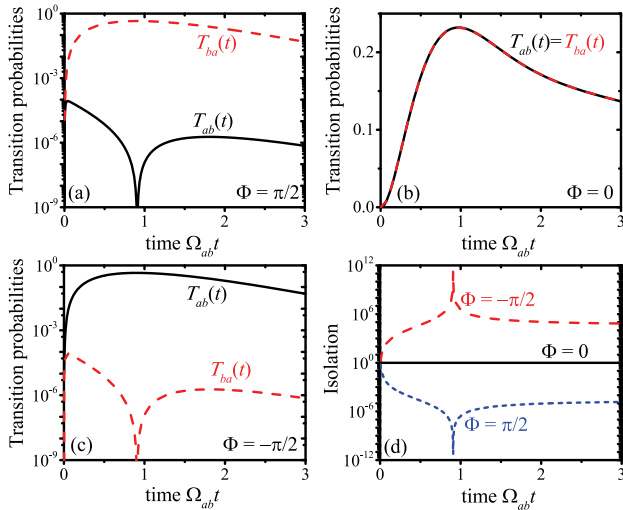 Transition probabilities
10^0
10^-3
10^-6
10^-9
T_ba(t)
T_ab(t)
(a)
Φ = π/2
0
1
2
3
time Ω_ab t
Transition probabilities
0.2
0.1
0.0
T_ab(t)=T_ba(t)
(b)
Φ = 0
0
1
2
3
time Ω_ab t
Transition probabilities
10^0
10^-3
10^-6
10^-9
T_ab(t)
T_ba(t)
(c)
Φ = −π/2
0
1
2
3
time Ω_ab t
Isolation
10^12
10^6
10^0
10^-6
10^-12
Φ = −π/2
Φ = 0
Φ = π/2
(d)
0
1
2
3
time Ω_ab t